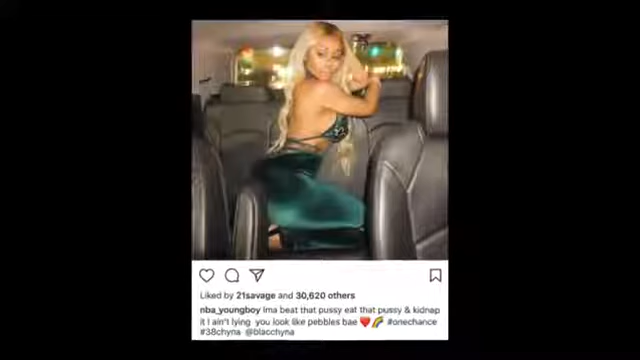 Liked by 21savage and 30,620 others
nba_youngboy Ima beat that pussy eat that pussy & kidnap
it I ain't lying you look like pebbles bae ❤️🌈 #onechance
#38chyna @blacchyna